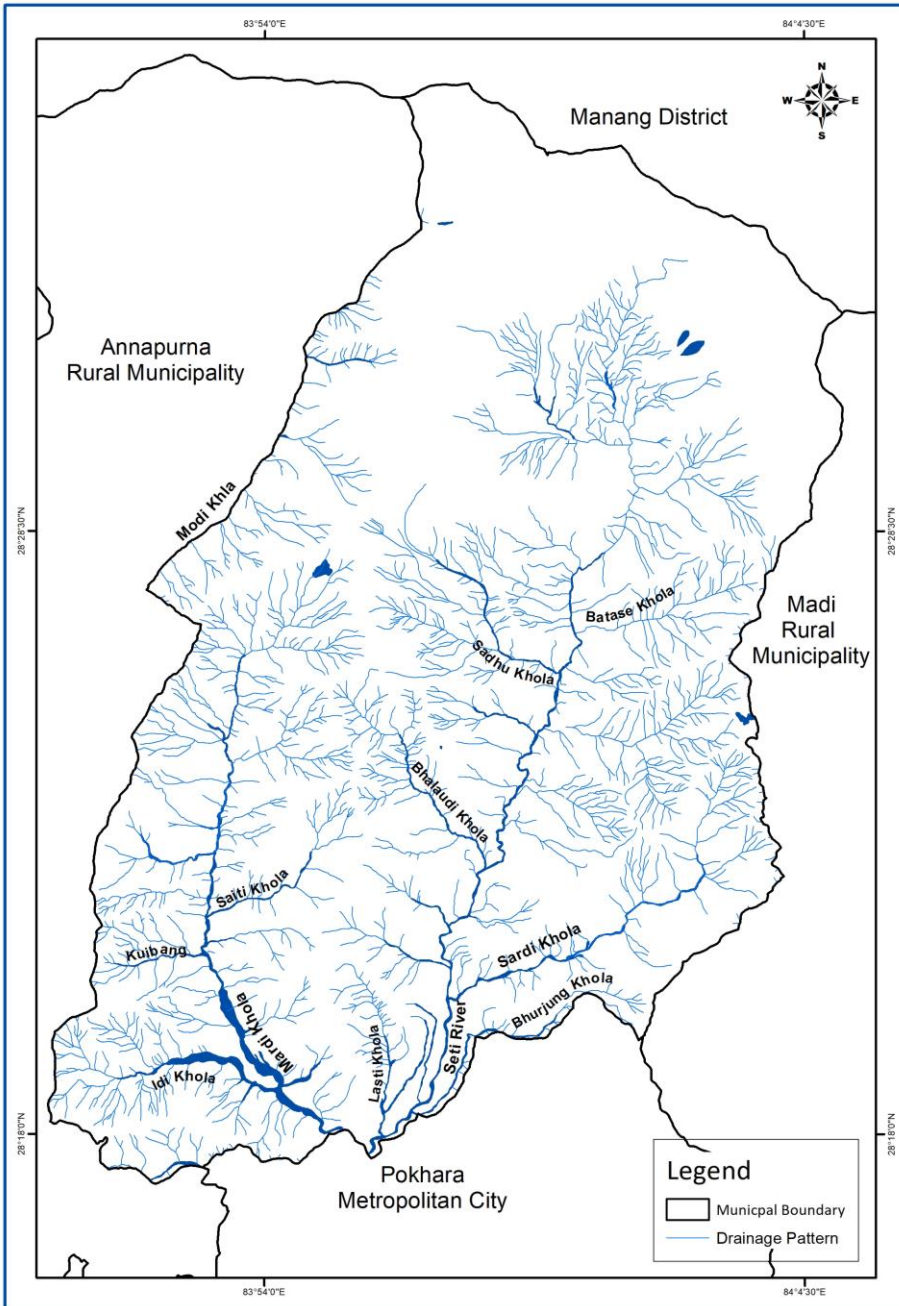 83°54'0"E
84°4'30"E
N
W E
S
Manang District
Annapurna
Rural Municipality
Modi Khla
28°28'30"N
28°28'30"N
Batase Khola
Madi
Rural
Municipality
Sadhu Khola
Bhalaudi Khola
Saiti Khola
Kuibang
Sardi Khola
Bhurjung Khola
Mardi Khola
Seti River
Lasti Khola
Idi Khola
28°18'0"N
28°18'0"N
Pokhara
Metropolitan City
Legend
Municpal Boundary
Drainage Pattern
83°54'0"E
84°4'30"E